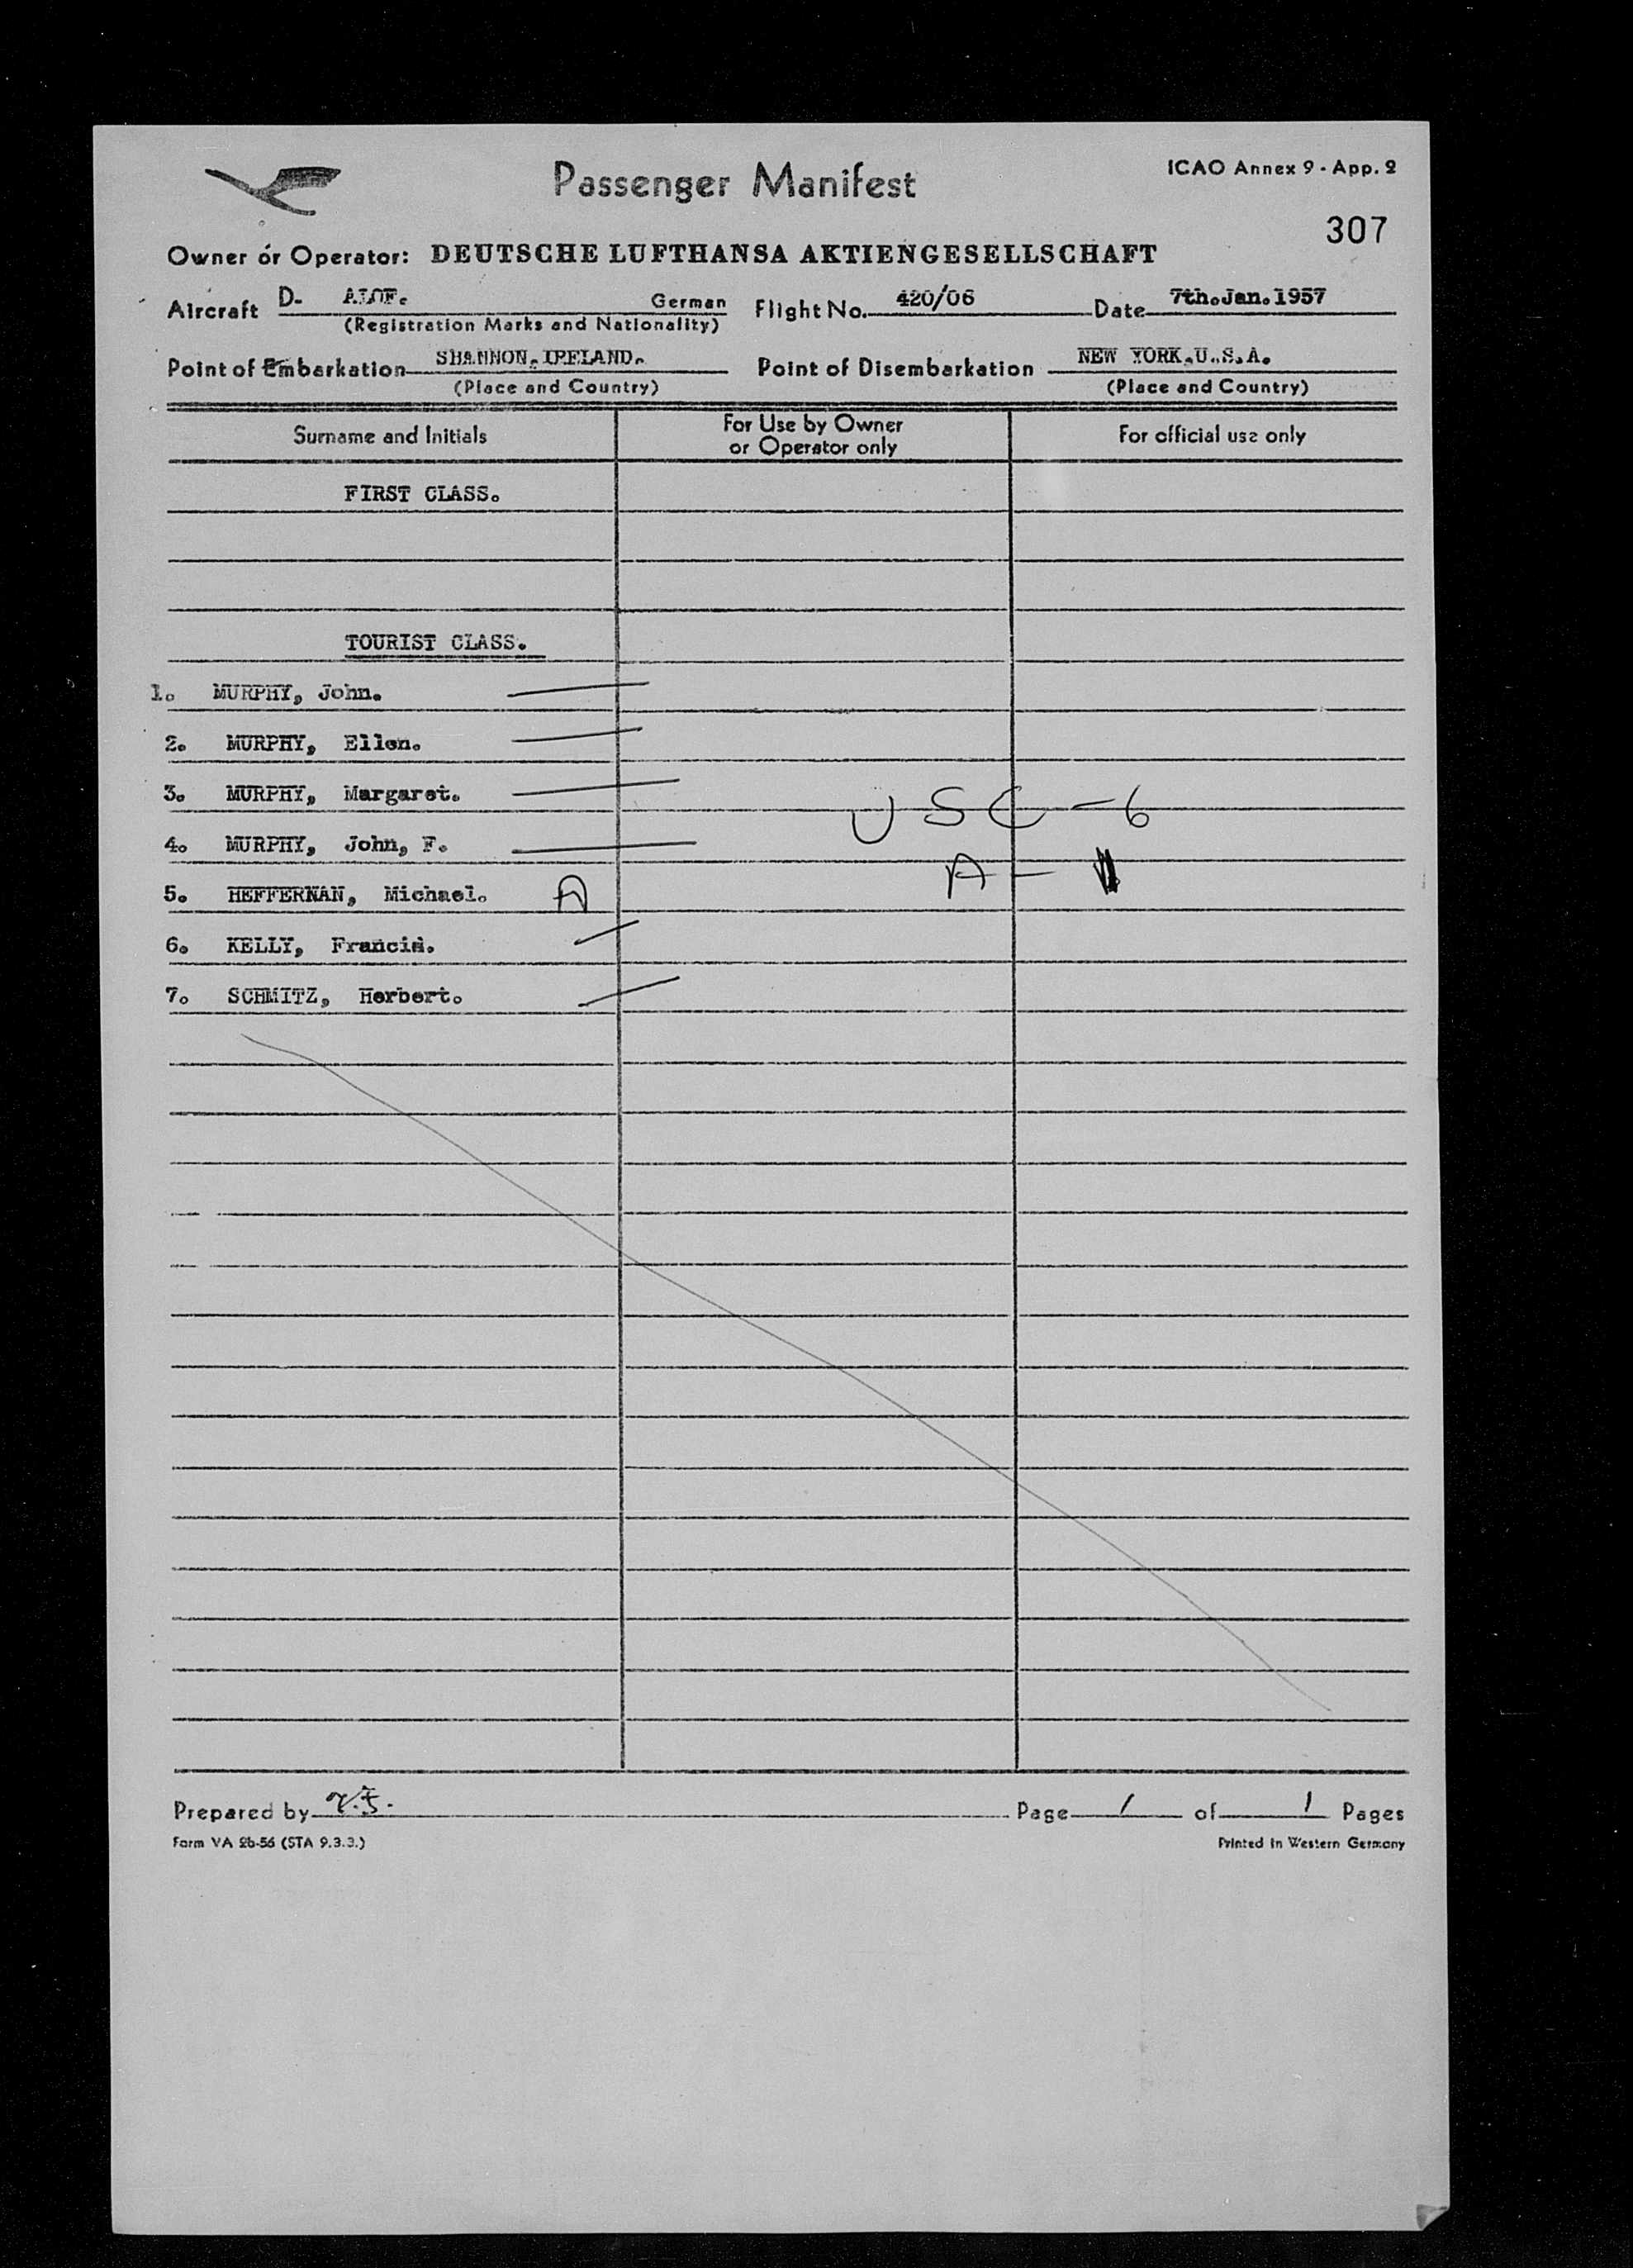 Passenger Manifest
ICAO Annex 9 - App. 2
307
Owner or Operator: DEUTSCHE LUFTHANSA AKTIENGESELLSCHAFT
Aircraft D- ALOF. German Flight No. 420/06 Date 7th.Jan.1957
(Registration Marks and Nationality)
Point of Embarkation SHANNON, IRELAND. Point of Disembarkation NEW YORK.U.S.A.
(Place and Country) (Place and Country)
Surname and Initials For Use by Owner or Operator only For official use only
FIRST CLASS.
TOURIST CLASS.
1. MURPHY, John.
2. MURPHY, Ellen.
3. MURPHY, Margaret.
USC - 6
4. MURPHY, John, F.
A - 1
5. HEFFERNAN, Michael. A
6. KELLY, Francis.
7. SCHMITZ, Herbert.
Prepared by Page 1 of 1 Pages
Form VA 2b-56 (STA 9.3.3.) Printed in Western Germany